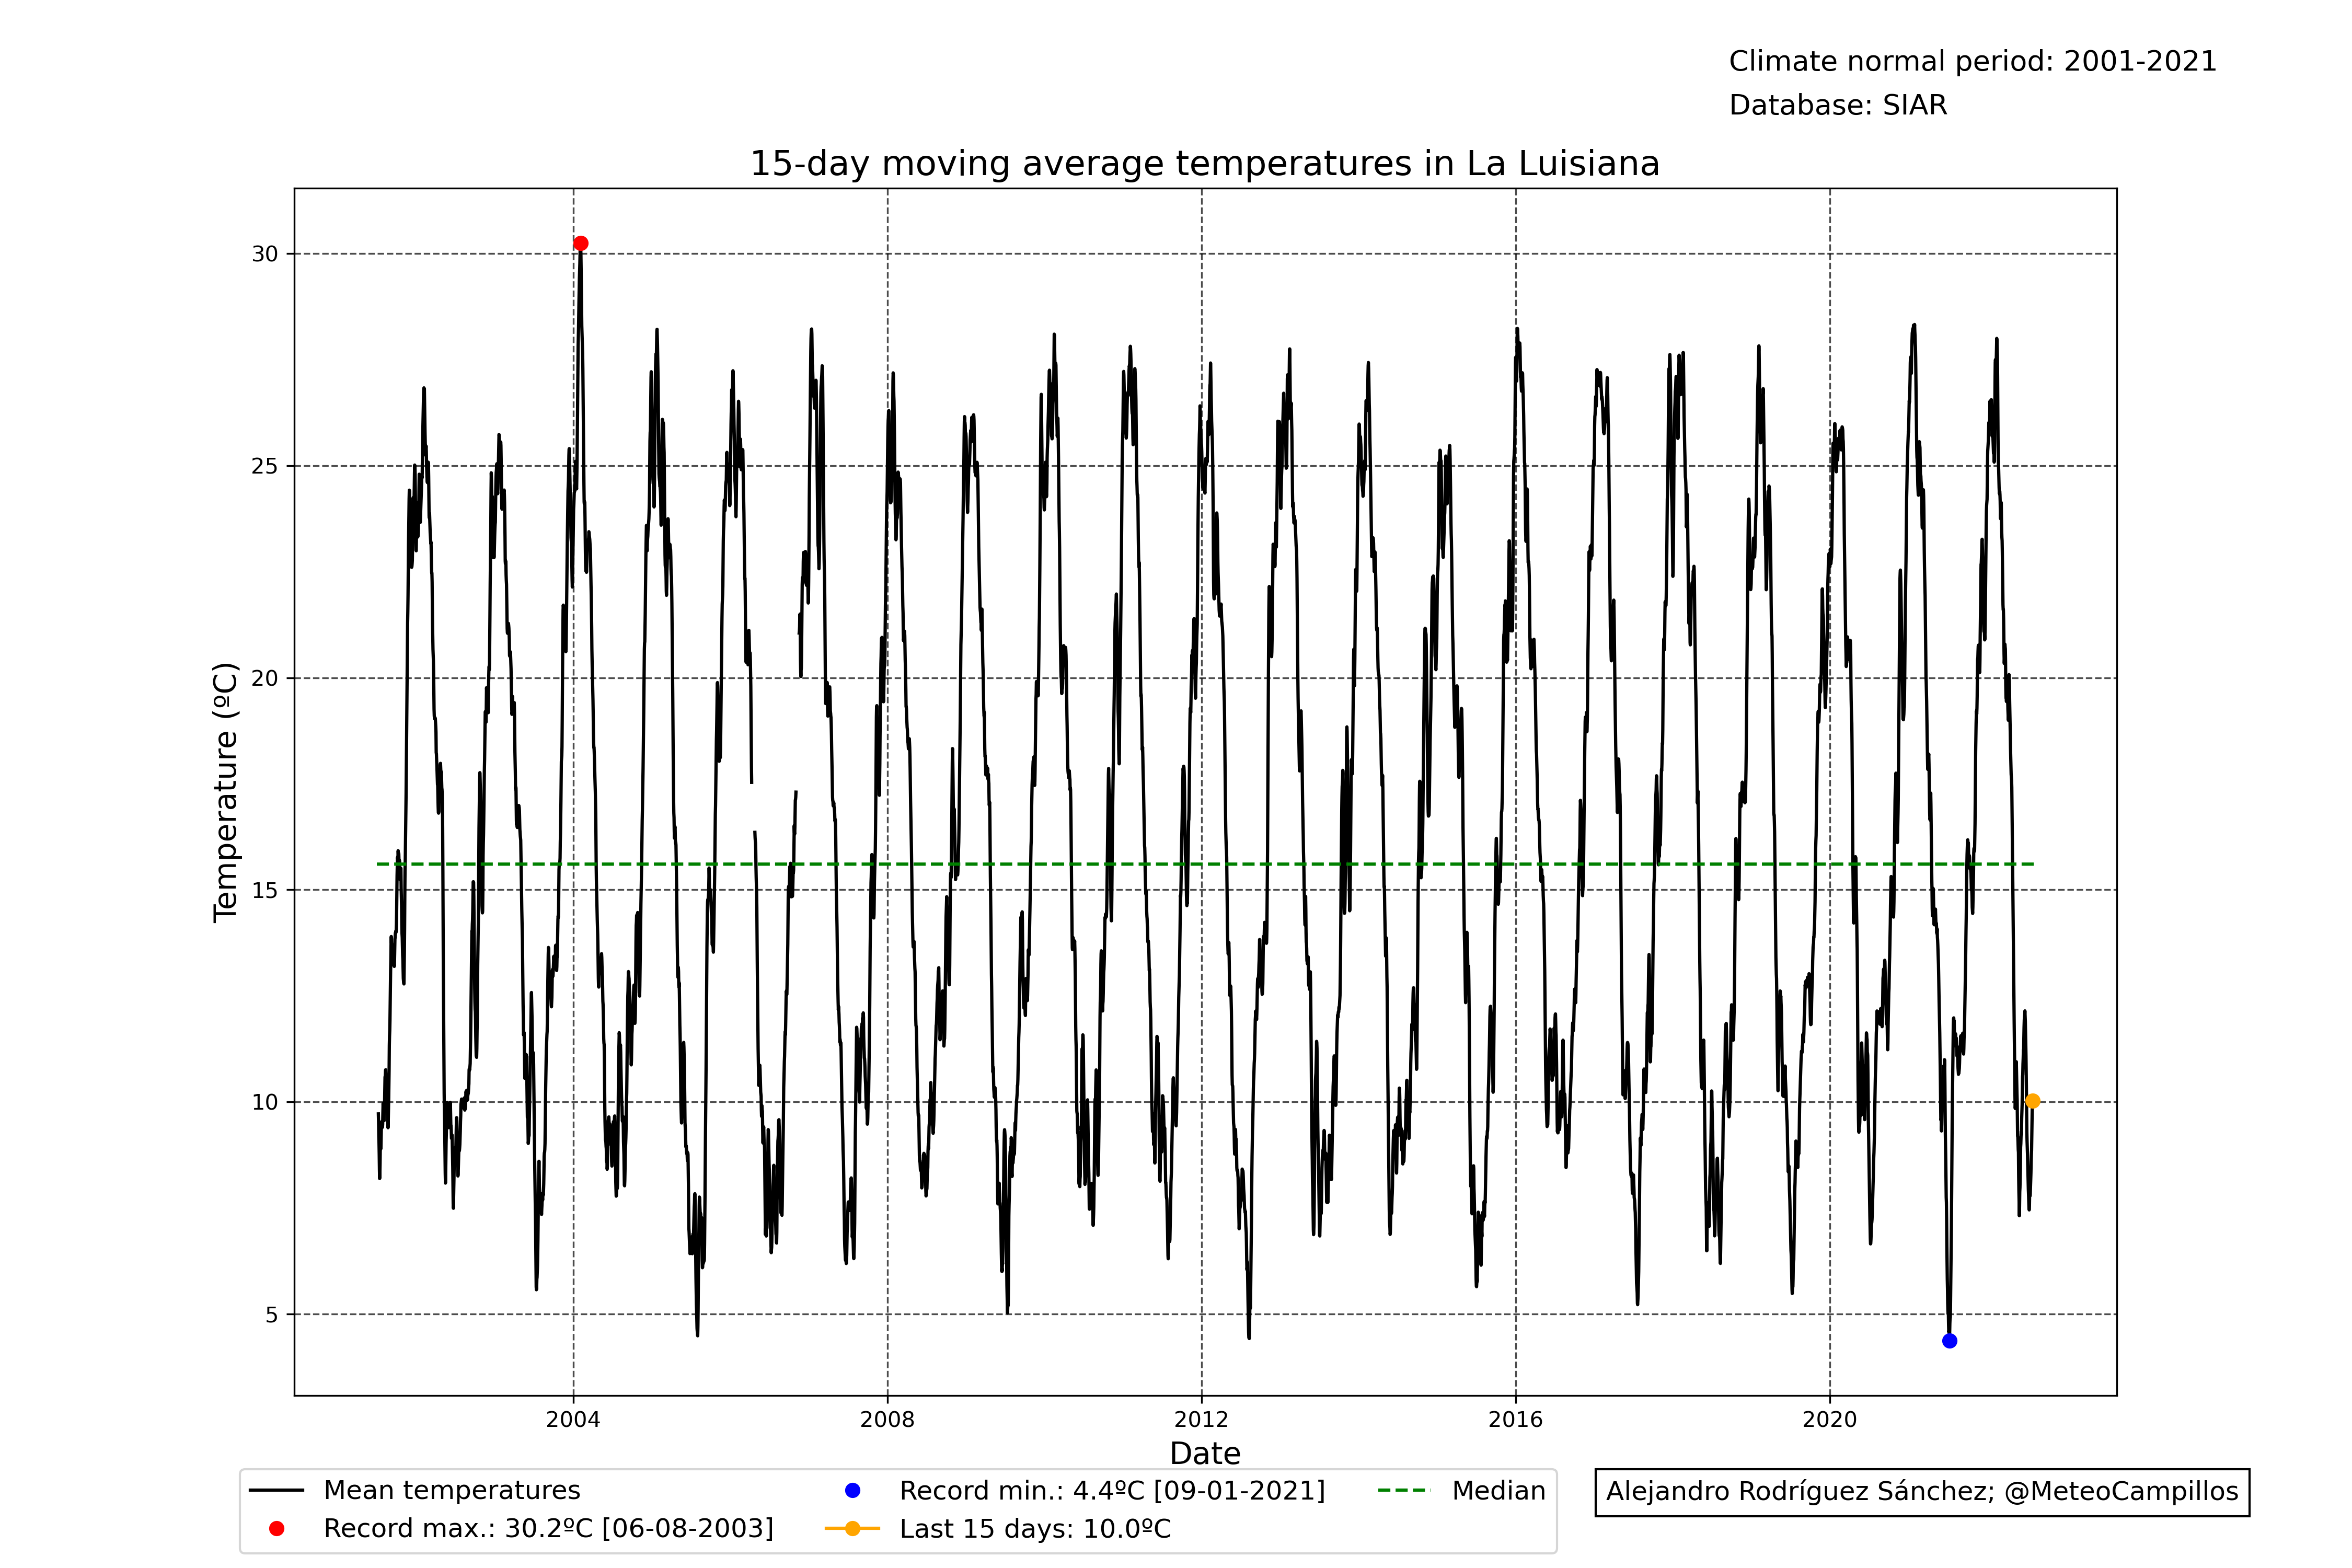 Climate normal period: 2001-2021
Database: SIAR
15-day moving average temperatures in La Luisiana
Temperature (ºC)
30
25
20
15
10
5
2004 2008 2012 2016 2020
Date
Mean temperatures
Record max.: 30.2ºC [06-08-2003]
Record min.: 4.4ºC [09-01-2021]
Last 15 days: 10.0ºC
Median
Alejandro Rodríguez Sánchez; @MeteoCampillos